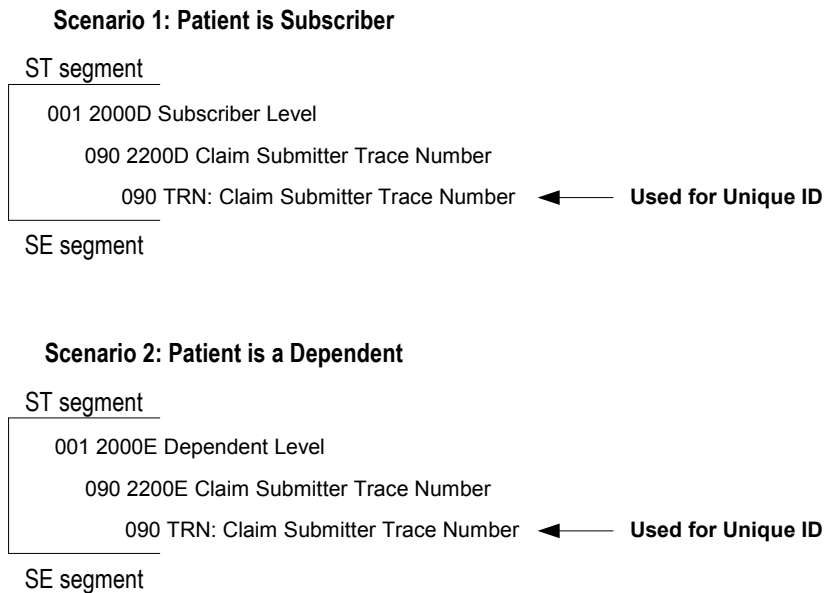 Scenario 1: Patient is Subscriber
ST segment
001 2000D Subscriber Level
090 2200D Claim Submitter Trace Number
090 TRN: Claim Submitter Trace Number Used for Unique ID
SE segment
Scenario 2: Patient is a Dependent
ST segment
001 2000E Dependent Level
090 2200E Claim Submitter Trace Number
090 TRN: Claim Submitter Trace Number Used for Unique ID
SE segment